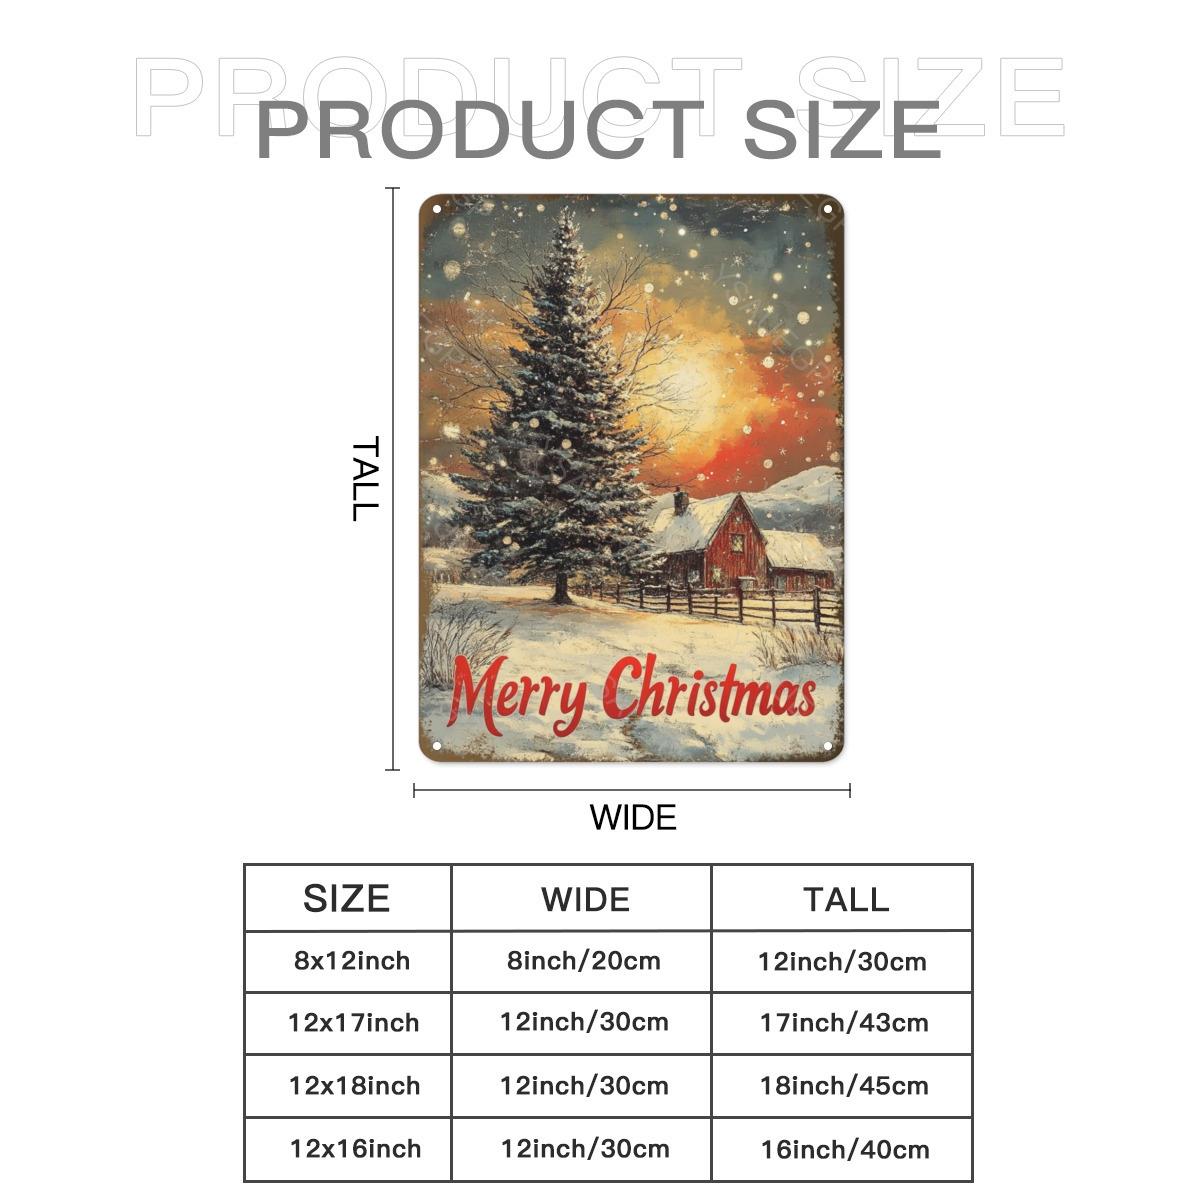 PRODUCT SIZE
PRODUCT SIZE
TALL
Merry Christmas
WIDE
SIZE WIDE TALL
8x12inch 8inch/20cm 12inch/30cm
12x17inch 12inch/30cm 17inch/43cm
12x18inch 12inch/30cm 18inch/45cm
12x16inch 12inch/30cm 16inch/40cm